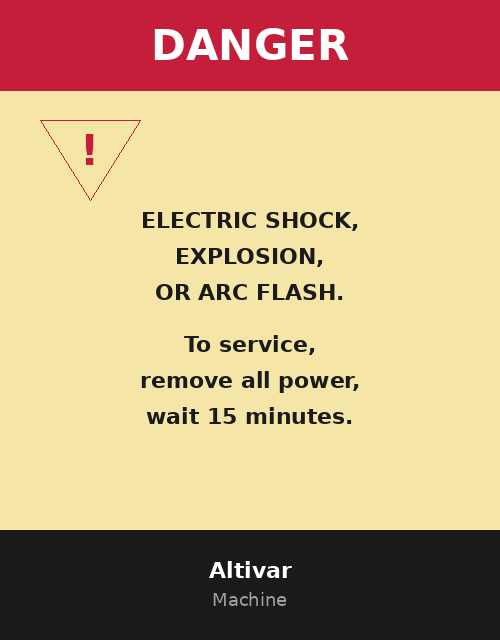 DANGER
!
ELECTRIC SHOCK,
EXPLOSION,
OR ARC FLASH.
To service,
remove all power,
wait 15 minutes.
Altivar
Machine